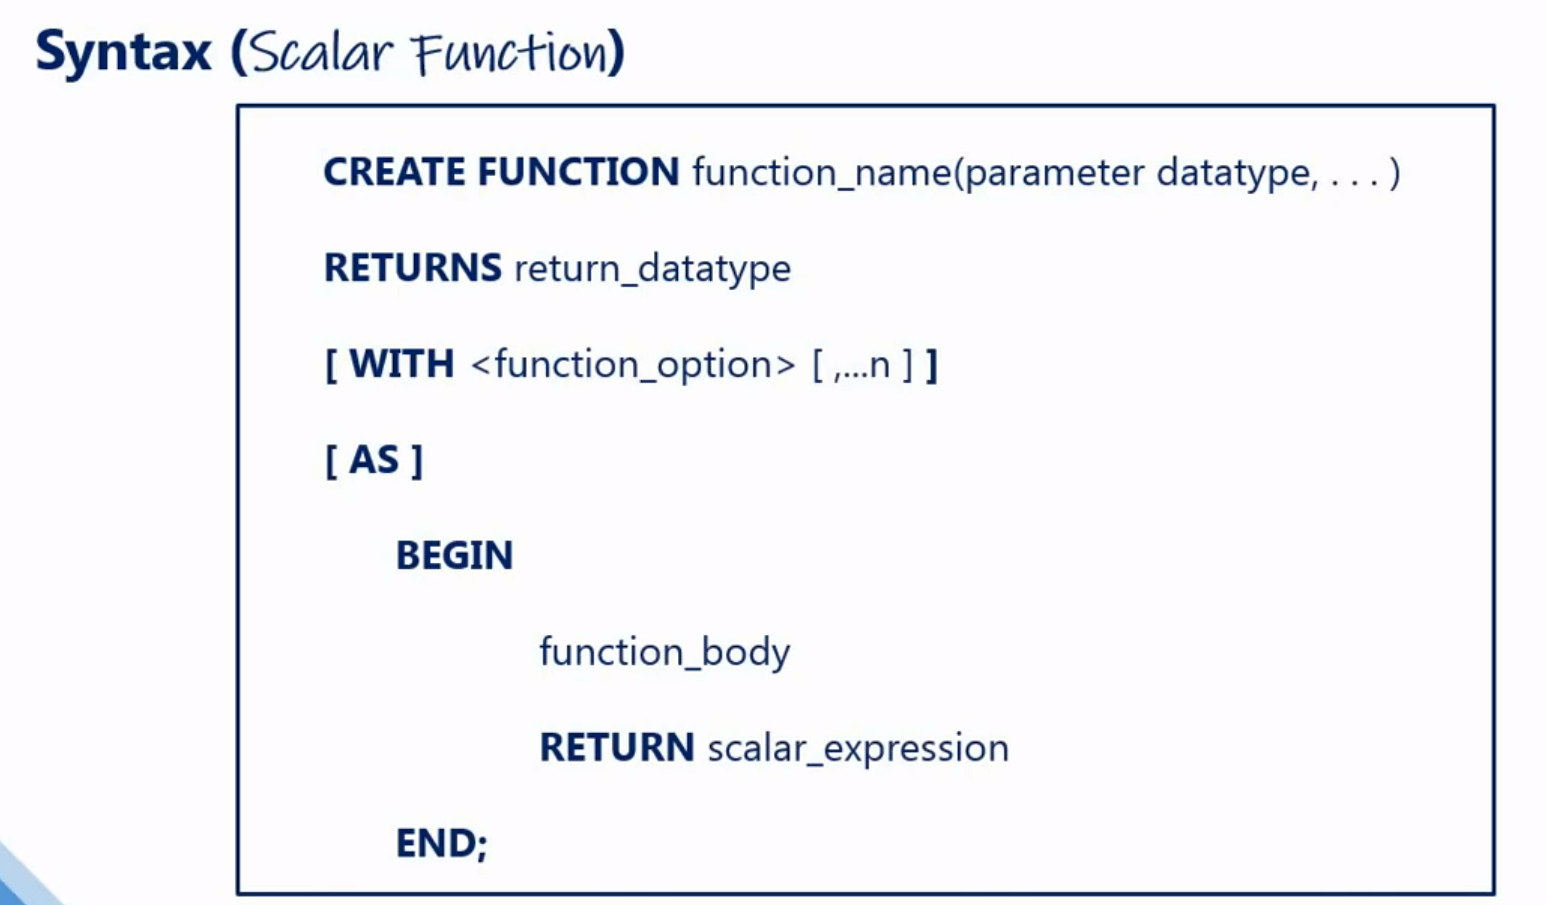 Syntax (Scalar Function)
CREATE FUNCTION function_name(parameter datatype, . . . )
RETURNS return_datatype
[ WITH <function_option> [ ,...n ] ]
[ AS ]
BEGIN
function_body
RETURN scalar_expression
END;